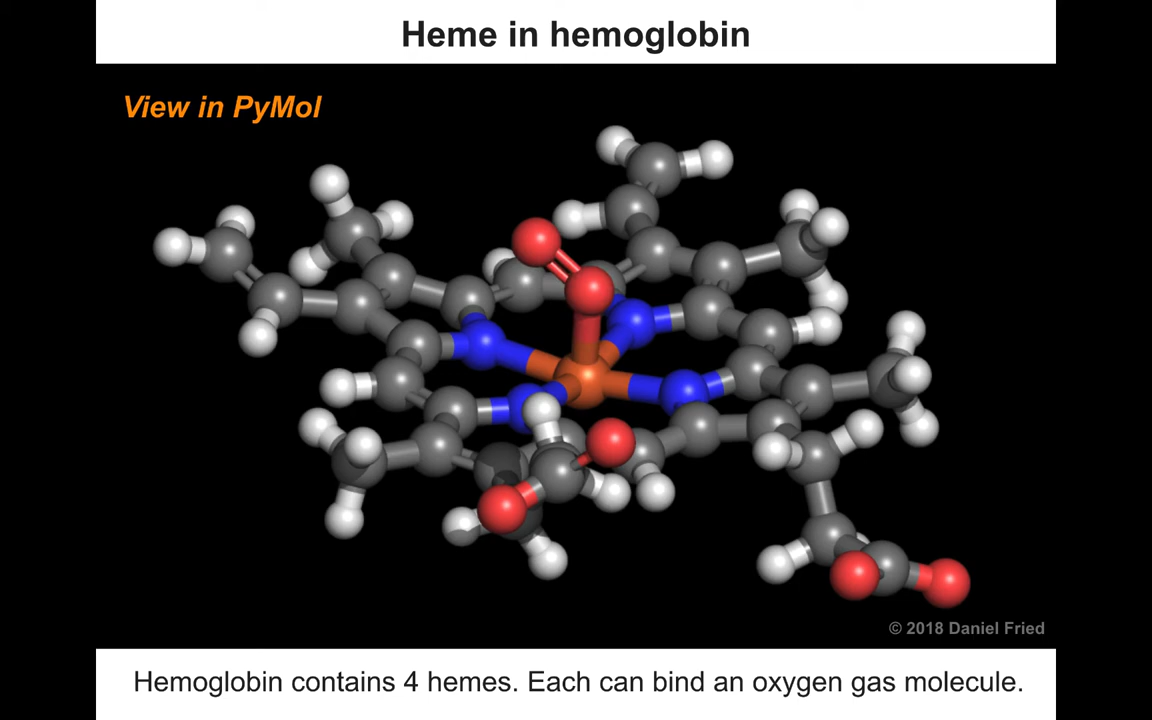 Heme in hemoglobin
View in PyMol
© 2018 Daniel Fried
Hemoglobin contains 4 hemes. Each can bind an oxygen gas molecule.